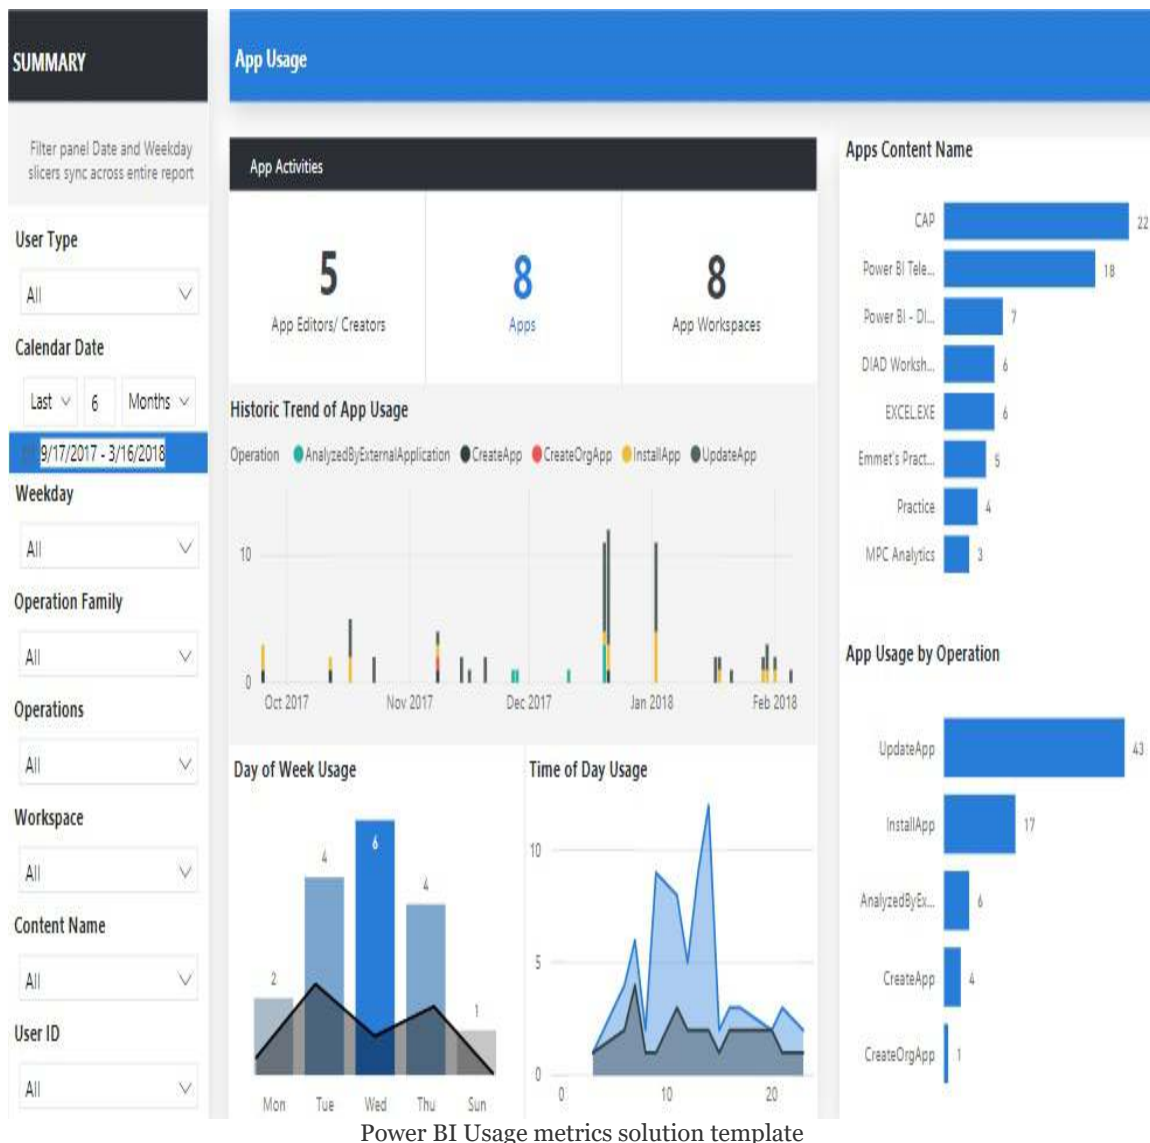 SUMMARY
Filter panel Date and Weekday
slicers sync across entire report
User Type
All
Calendar Date
Last 6 Months
9/17/2017 - 3/16/2018
Weekday
All
Operation Family
All
Operations
All
Workspace
All
Content Name
All
User ID
All
App Usage
App Activities
5
App Editors/ Creators
8
Apps
8
App Workspaces
Historic Trend of App Usage
Operation AnalyzedByExternalApplication CreateApp CreateOrgApp InstallApp UpdateApp
10
0
Oct 2017 Nov 2017 Dec 2017 Jan 2018 Feb 2018
Day of Week Usage
2 4 6 4 1
Mon Tue Wed Thu Sun
Time of Day Usage
10
5
0
0 10 20
Apps Content Name
CAP 22
Power BI Tele... 18
Power BI - DI... 7
DIAD Worksh... 6
EXCEL.EXE 6
Emmet's Pract... 5
Practice 4
MPC Analytics 3
App Usage by Operation
UpdateApp 43
InstallApp 17
AnalyzedByEx... 6
CreateApp 4
CreateOrgApp 1
Power BI Usage metrics solution template